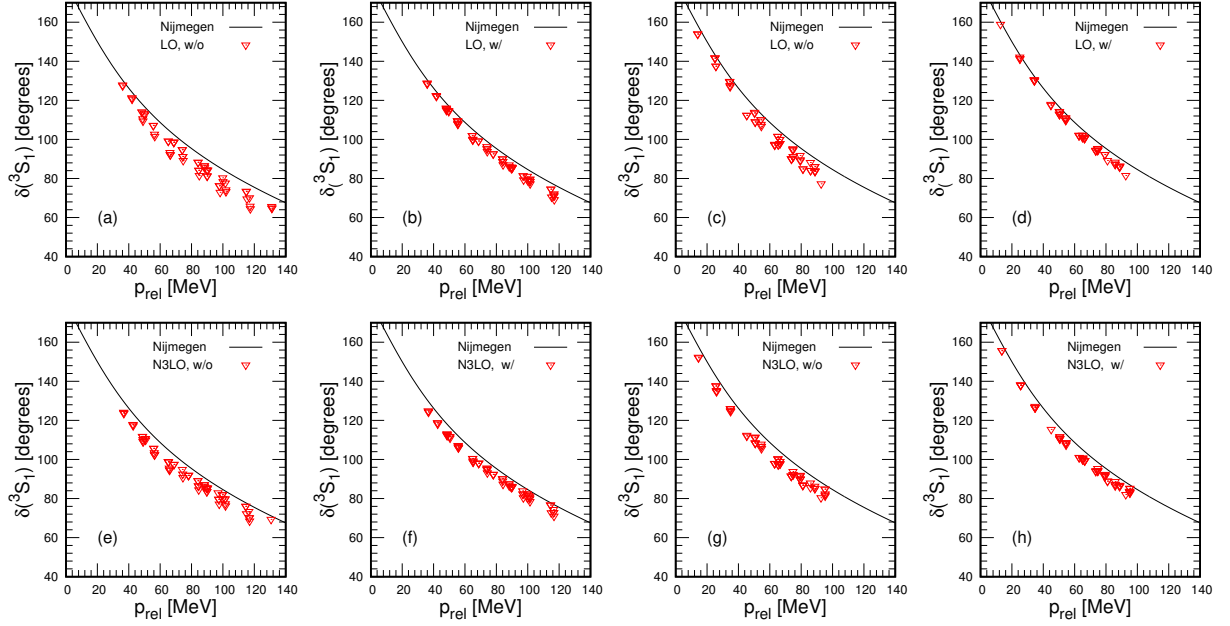 δ(³S₁) [degrees]
160
140
120
100
80
60
40
Nijmegen
LO, w/o
(a)
0 20 40 60 80 100 120 140
p_rel [MeV]
δ(³S₁) [degrees]
160
140
120
100
80
60
40
Nijmegen
LO, w/
(b)
0 20 40 60 80 100 120 140
p_rel [MeV]
δ(³S₁) [degrees]
160
140
120
100
80
60
40
Nijmegen
LO, w/o
(c)
0 20 40 60 80 100 120 140
p_rel [MeV]
δ(³S₁) [degrees]
160
140
120
100
80
60
40
Nijmegen
LO, w/
(d)
0 20 40 60 80 100 120 140
p_rel [MeV]
δ(³S₁) [degrees]
160
140
120
100
80
60
40
Nijmegen
N3LO, w/o
(e)
0 20 40 60 80 100 120 140
p_rel [MeV]
δ(³S₁) [degrees]
160
140
120
100
80
60
40
Nijmegen
N3LO, w/
(f)
0 20 40 60 80 100 120 140
p_rel [MeV]
δ(³S₁) [degrees]
160
140
120
100
80
60
40
Nijmegen
N3LO, w/o
(g)
0 20 40 60 80 100 120 140
p_rel [MeV]
δ(³S₁) [degrees]
160
140
120
100
80
60
40
Nijmegen
N3LO, w/
(h)
0 20 40 60 80 100 120 140
p_rel [MeV]